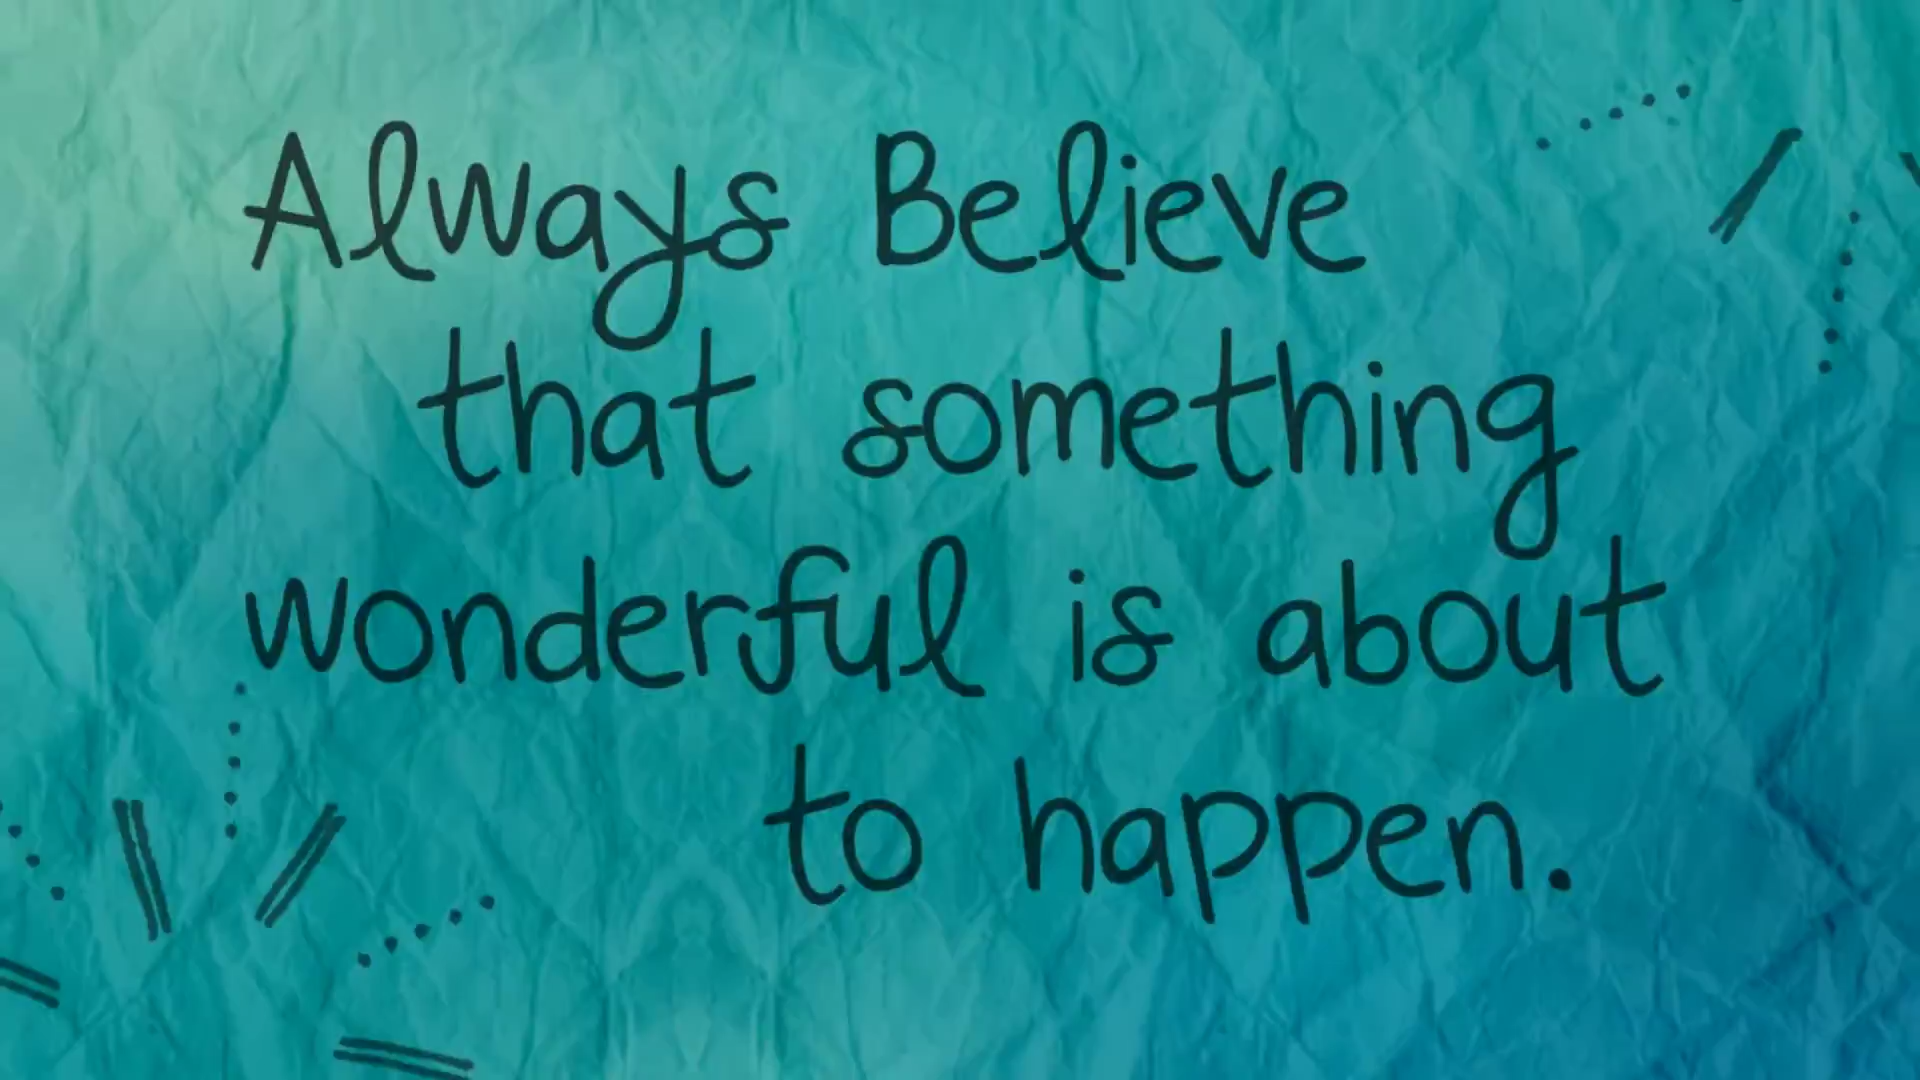 Always Believe
that something
wonderful is about
to happen.